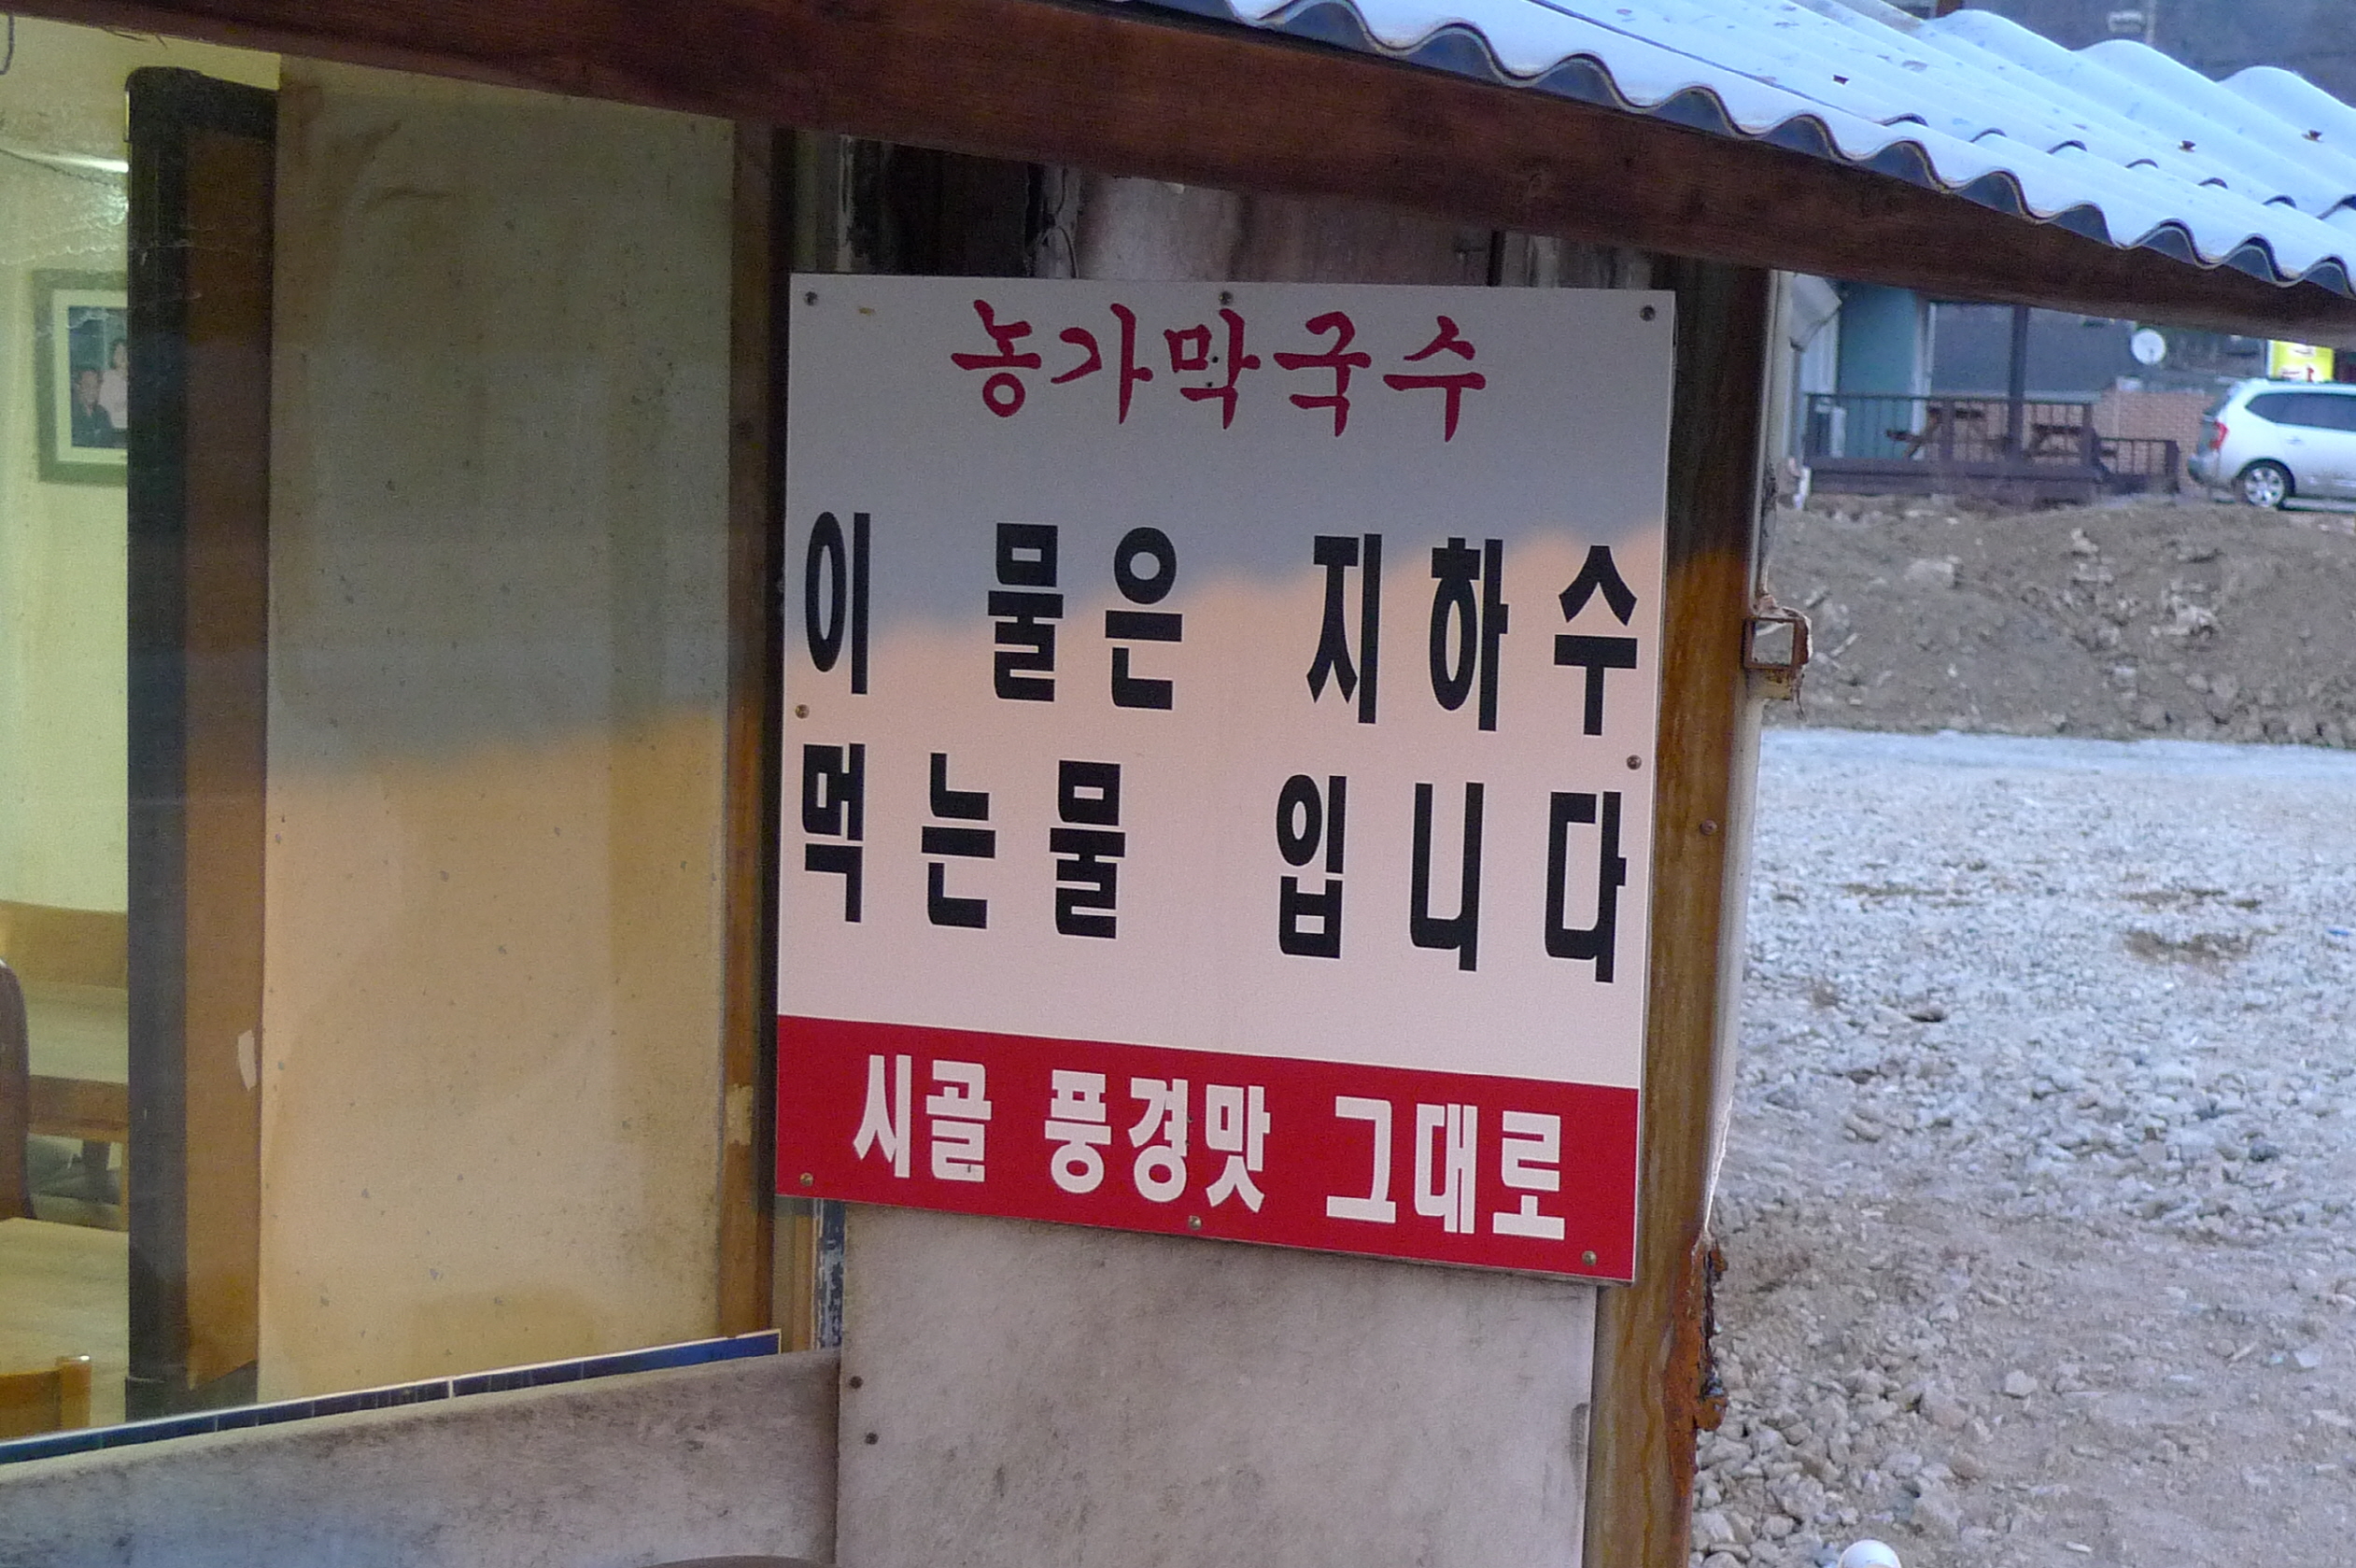 농가막국수
이 물은 지하수
먹는물 입니다
시골 풍경맛 그대로